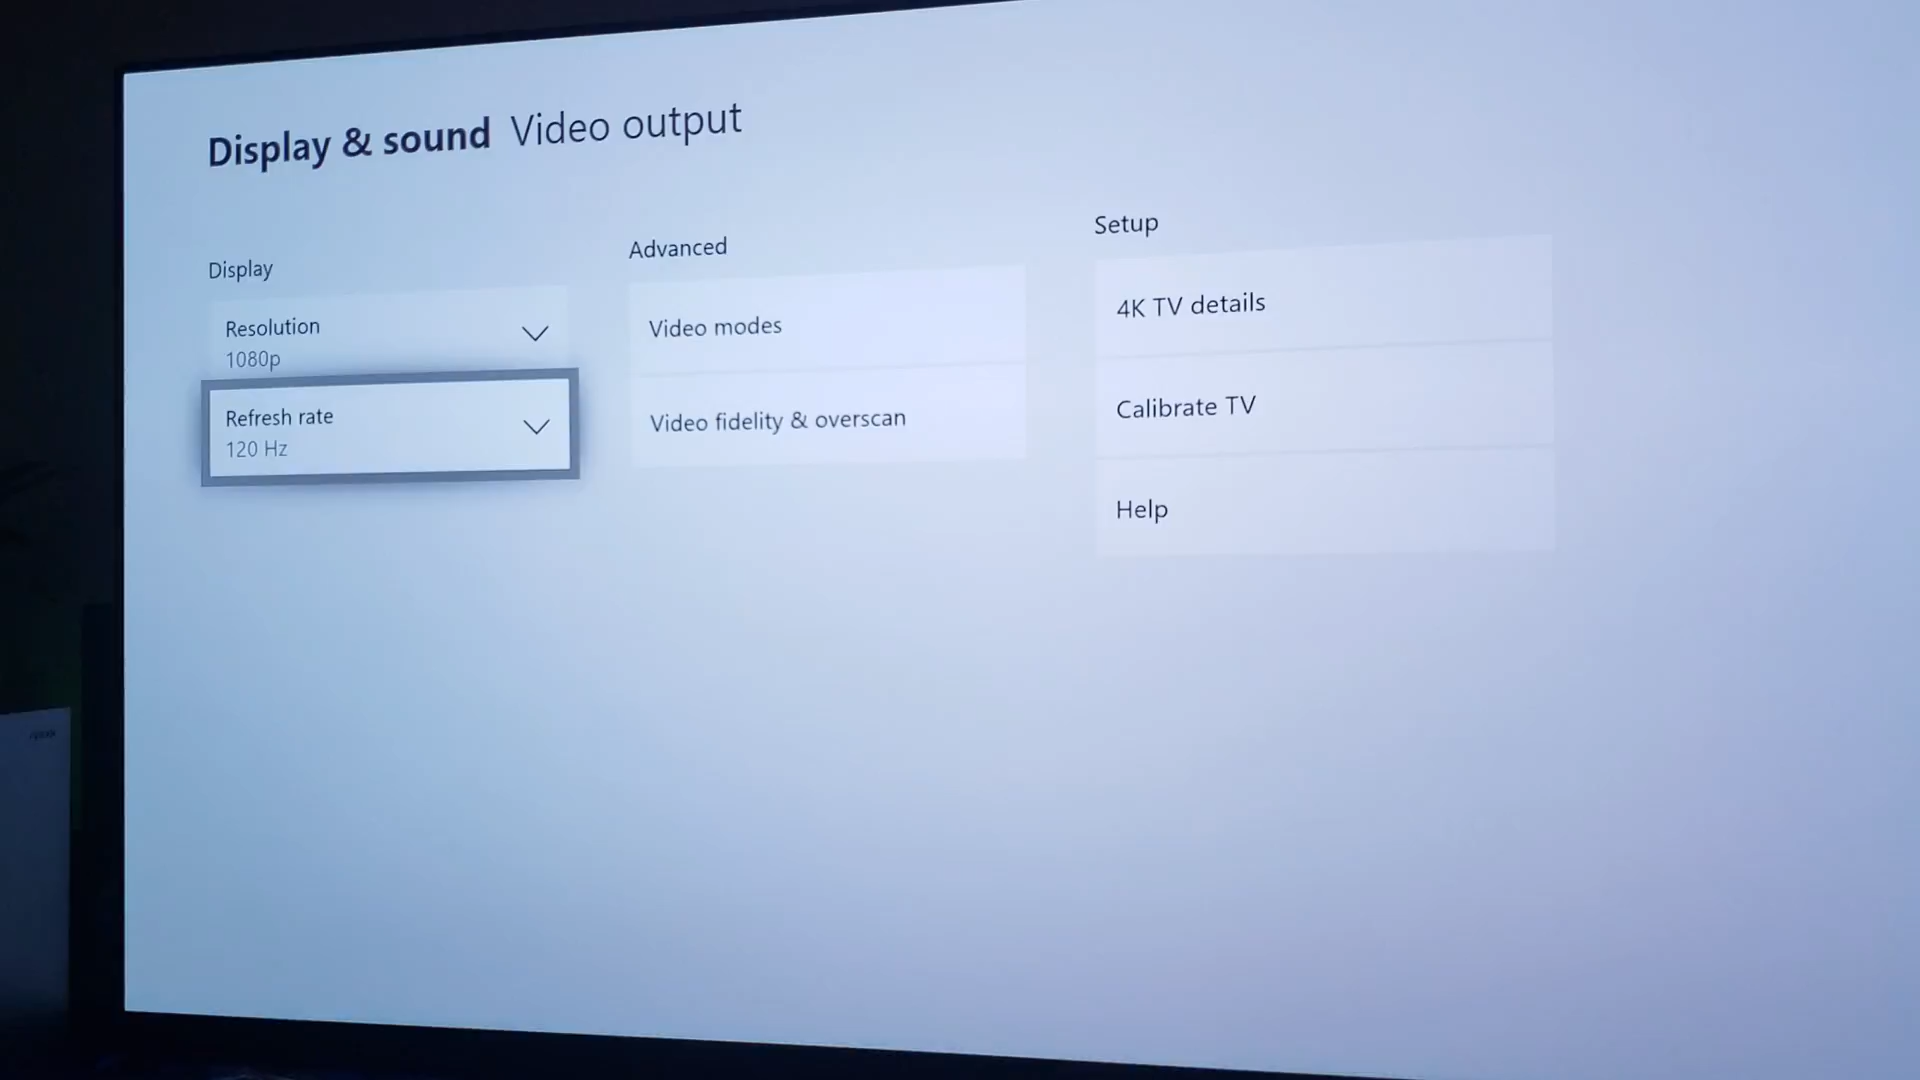 Display & sound Video output
Display
Resolution
1080p
Refresh rate
120 Hz
Advanced
Video modes
Video fidelity & overscan
Setup
4K TV details
Calibrate TV
Help